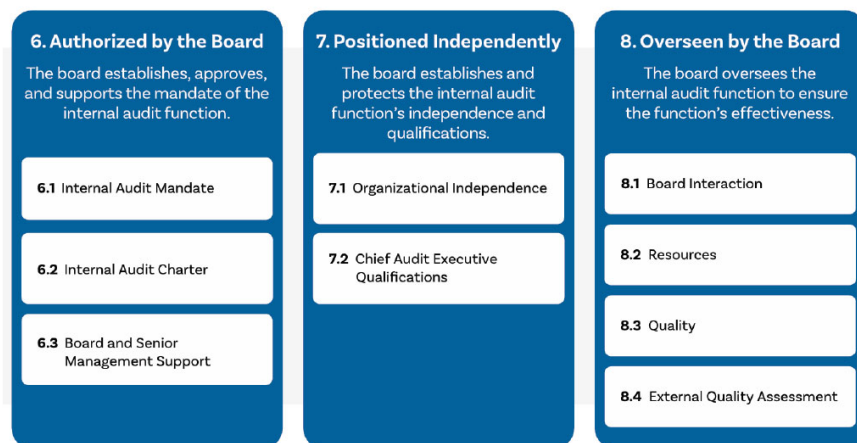 6. Authorized by the Board
The board establishes, approves,
and supports the mandate of the
internal audit function.
6.1 Internal Audit Mandate
6.2 Internal Audit Charter
6.3 Board and Senior
Management Support
7. Positioned Independently
The board establishes and
protects the internal audit
function’s independence and
qualifications.
7.1 Organizational Independence
7.2 Chief Audit Executive
Qualifications
8. Overseen by the Board
The board oversees the
internal audit function to ensure
the function’s effectiveness.
8.1 Board Interaction
8.2 Resources
8.3 Quality
8.4 External Quality Assessment